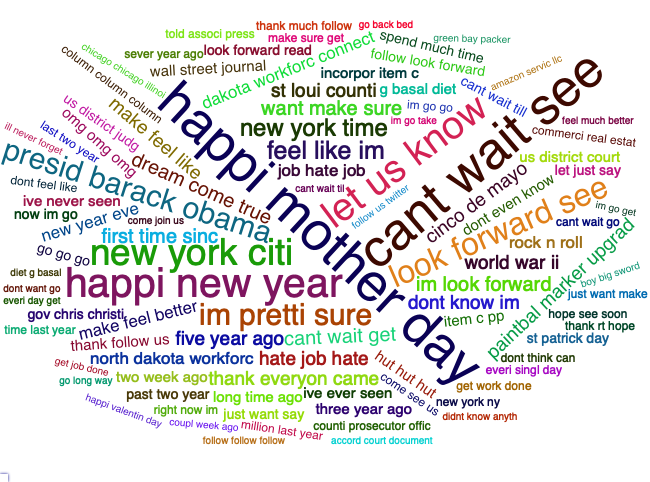 thank much follow
go back bed
told associ press
make sure get
spend much time
green bay packer
sever year ago
look forward read
dakota workforc connect
follow look forward
column column column
chicago chicago illinoi
wall street journal
incorpor item c
amazon servic llc
st loui counti
g basal diet
cant wait till
us district judg
make feel like
want make sure
im go go
happi mother day
let us know
cant wait see
omg omg omg
new york time
im go take
feel much better
commerci real estat
ill never forget
last two year
feel like im
us district court
presid barack obama
dream come true
job hate job
let just say
dont feel like
cant wait til
cinco de mayo
dont even know
ive never seen
follow us twitter
look forward see
im go get
now im go
new year eve
come join us
cant wait go
first time sinc
rock n roll
go go go
new york citi
world war ii
paintbal marker upgrad
boy big sword
diet g basal
happi new year
im look forward
dont want go
just want make
everi day get
dont know im
gov chris christi
make feel better
im pretti sure
item c pp
hope see soon
thank rt hope
time last year
thank follow us
five year ago
cant wait get
st patrick day
north dakota workforc
hate job hate
hut hut hut
dont think can
get job done
everi singl day
go long way
two week ago
thank everyon came
come see us
get work done
past two year
long time ago
ive ever seen
new york ny
happi valentin day
right now im
just want say
three year ago
didnt know anyth
coupl week ago
million last year
counti prosecutor offic
follow follow follow
accord court document